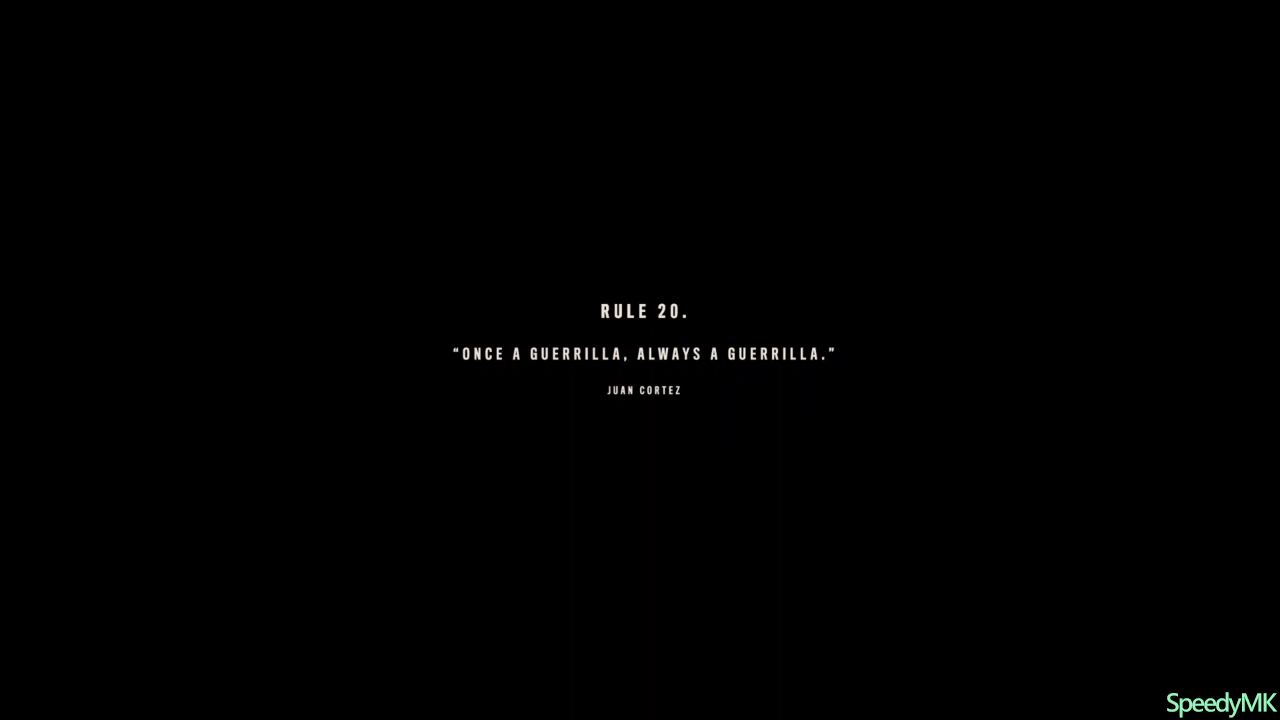 RULE 20.
“ONCE A GUERRILLA, ALWAYS A GUERRILLA.”
JUAN CORTEZ
SpeedyMK